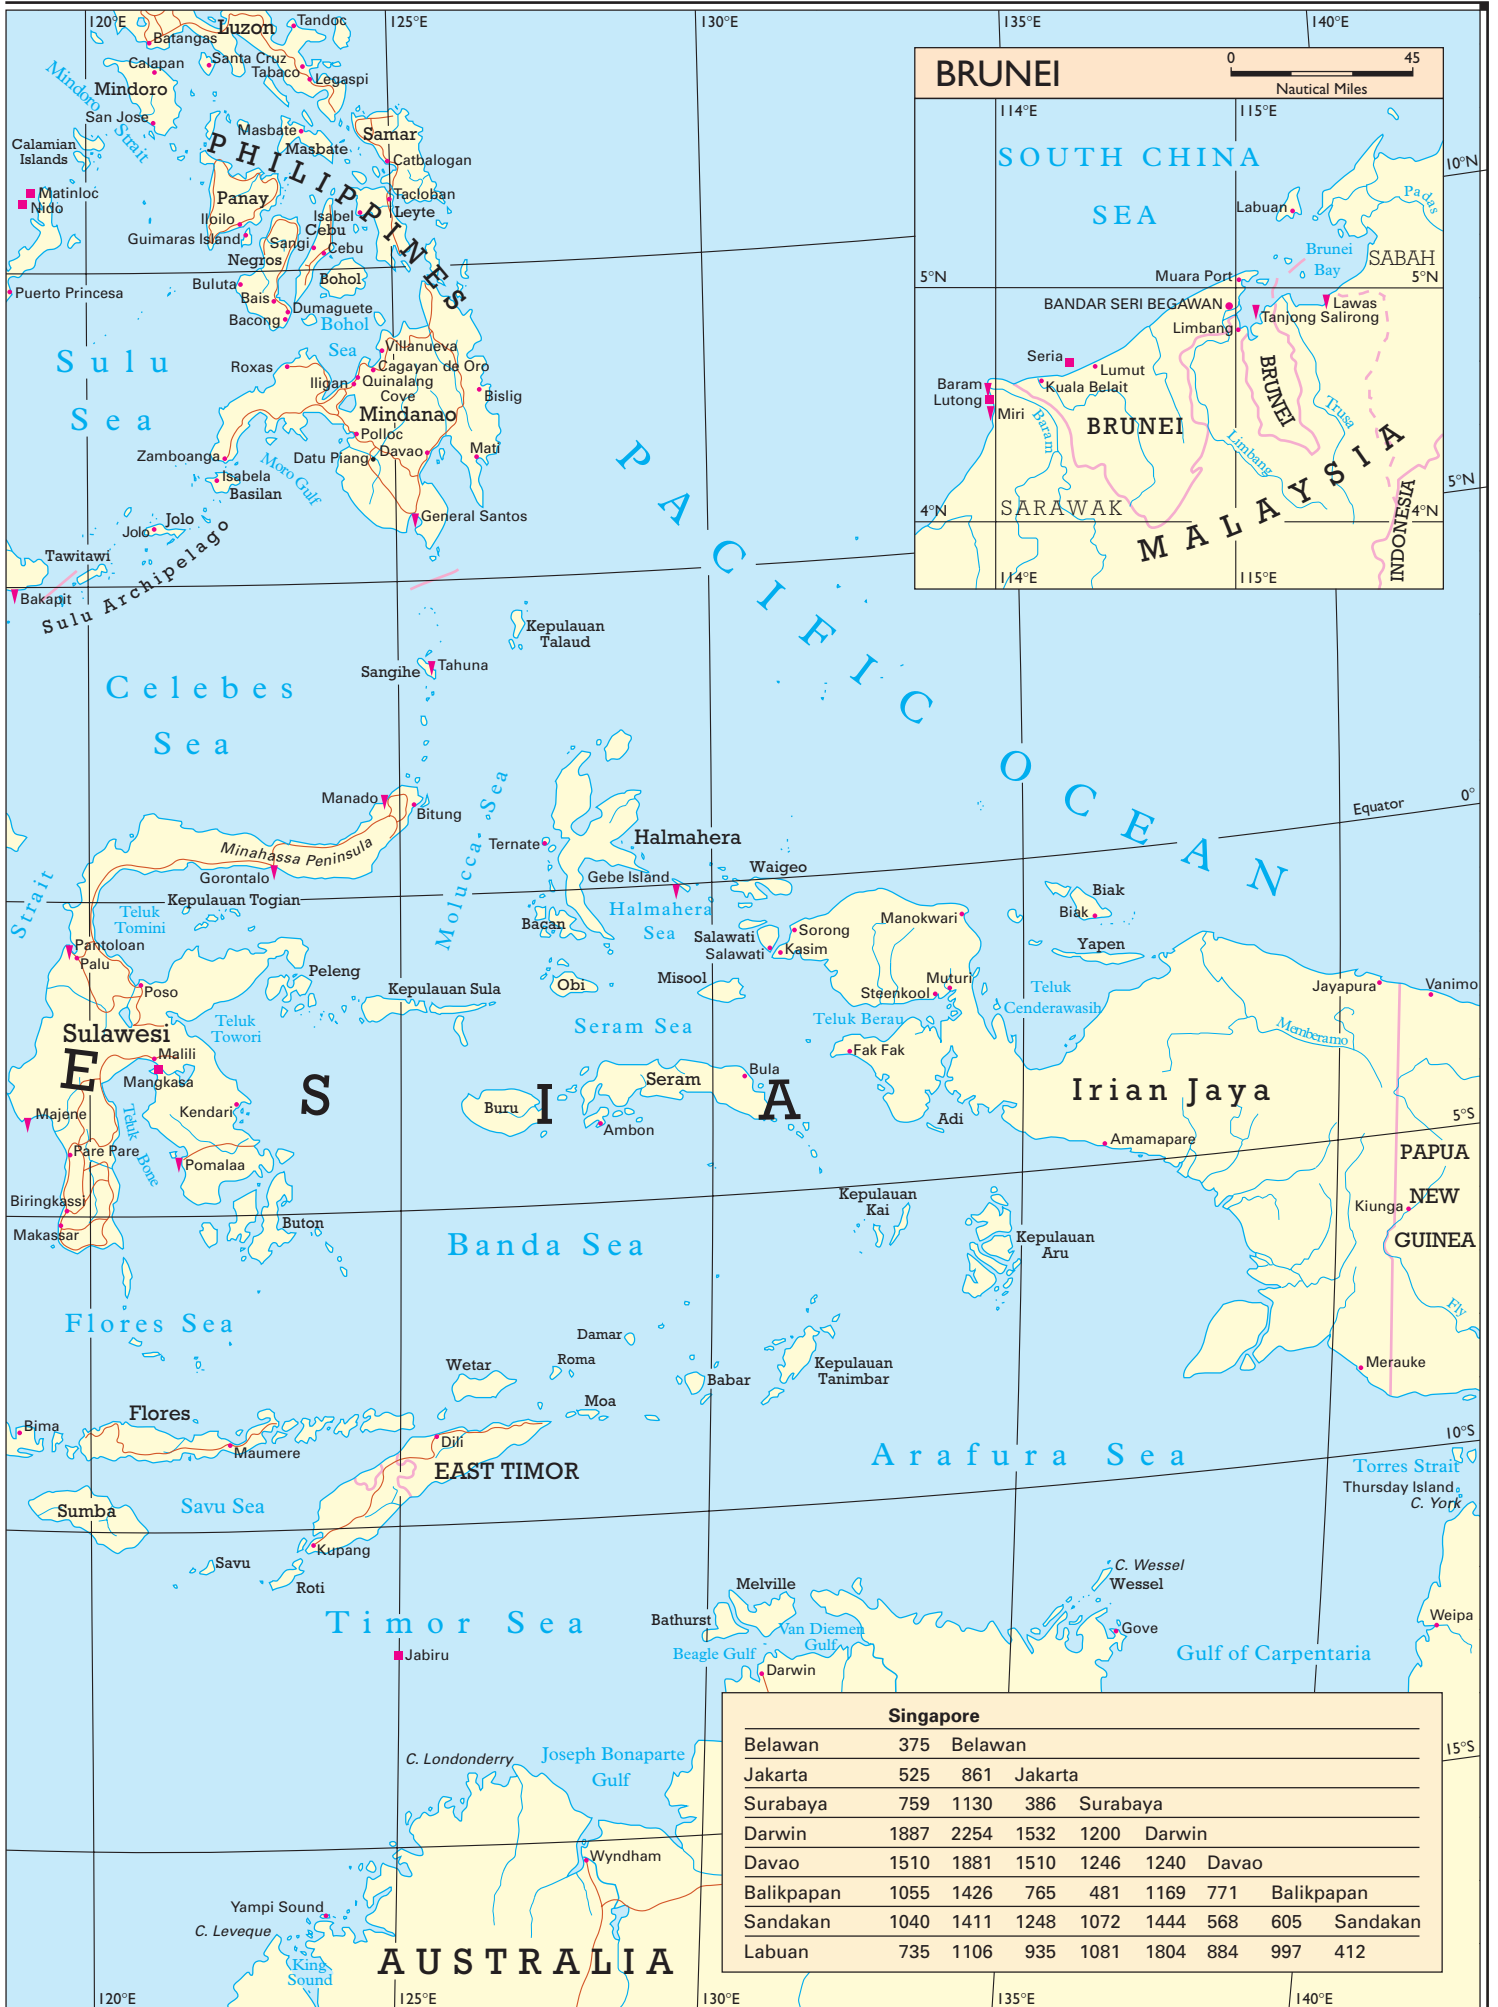 120°E
125°E
130°E
135°E
140°E
Luzon
Tandoc
Batangas
Santa Cruz
Calapan
Tabaco
Legaspi
Mindoro
Mindoro Strait
San Jose
Masbate
Masbate
Samar
Calamian
Islands
PHILIPPINES
Catbalogan
Matinloc
Nido
Panay
Tacloban
Leyte
Isabel
Iloilo
Cebu
Guimaras Island
Sangi
Cebu
Negros
Bohol
Buluta
Puerto Princesa
Bais
Dumaguete
Bacong
Bohol
Sea
Villanueva
Sulu
Sea
Roxas
Cagayan de Oro
Iligan
Quinalang
Cove
Bislig
Mindanao
Polloc
Zamboanga
Datu Piang
Davao
Mati
Moro Gulf
Isabela
Basilan
General Santos
Jolo
Jolo
Tawitawi
Sulu Archipelago
Bakapit
BRUNEI
0
45
Nautical Miles
114°E
115°E
SOUTH CHINA
SEA
10°N
Padas
Labuan
Brunei
Bay
SABAH
5°N
Muara Port
5°N
BANDAR SERI BEGAWAN
Lawas
Tanjong Salirong
Limbang
Seria
Lumut
Baram
Kuala Belait
Lutong
Miri
Baram
BRUNEI
BRUNEI
Trusa
Limbang
MALAYSIA
SARAWAK
INDONESIA
4°N
4°N
114°E
115°E
5°N
PACIFIC OCEAN
Kepulauan
Talaud
Sangihe
Tahuna
Celebes
Sea
Manado
Bitung
Molucca Sea
Equator
0°
Minahassa Peninsula
Ternate
Halmahera
Gorontalo
Gebe Island
Waigeo
Strait
Kepulauan Togian
Teluk
Tomini
Halmahera
Sea
Biak
Biak
Bacan
Manokwari
Salawati
Sorong
Salawati
Kasim
Yapen
Pantoloan
Palu
Peleng
Misool
Muturi
Steenkool
Jayapura
Vanimo
Poso
Kepulauan Sula
Obi
Teluk
Cenderawasih
Teluk
Towori
Seram Sea
Teluk Berau
Memberamo
Sulawesi
Malili
Mangkasa
Fak Fak
E S I A
Bula
Seram
Irian Jaya
Buru
Majene
Kendari
Teluk Bone
Ambon
Adi
5°S
Pare Pare
Pomalaa
Amamapare
PAPUA
NEW
GUINEA
Biringkassi
Makassar
Buton
Kepulauan
Kai
Kiunga
Banda Sea
Kepulauan
Aru
Flores Sea
Fly
Damar
Roma
Wetar
Kepulauan
Tanimbar
Babar
Merauke
Moa
Flores
Bima
Maumere
Dili
EAST TIMOR
Arafura Sea
10°S
Torres Strait
Thursday Island
C. York
Sumba
Savu Sea
Kupang
Savu
Roti
C. Wessel
Wessel
Melville
Bathurst
Timor Sea
Van Diemen
Gulf
Beagle Gulf
Gove
Weipa
Gulf of Carpentaria
Jabiru
Darwin
15°S
C. Londonderry
Joseph Bonaparte
Gulf
Wyndham
Yampi Sound
C. Leveque
King
Sound
AUSTRALIA
Singapore
Belawan 375 Belawan
Jakarta 525 861 Jakarta
Surabaya 759 1130 386 Surabaya
Darwin 1887 2254 1532 1200 Darwin
Davao 1510 1881 1510 1246 1240 Davao
Balikpapan 1055 1426 765 481 1169 771 Balikpapan
Sandakan 1040 1411 1248 1072 1444 568 605 Sandakan
Labuan 735 1106 935 1081 1804 884 997 412
120°E
125°E
130°E
135°E
140°E